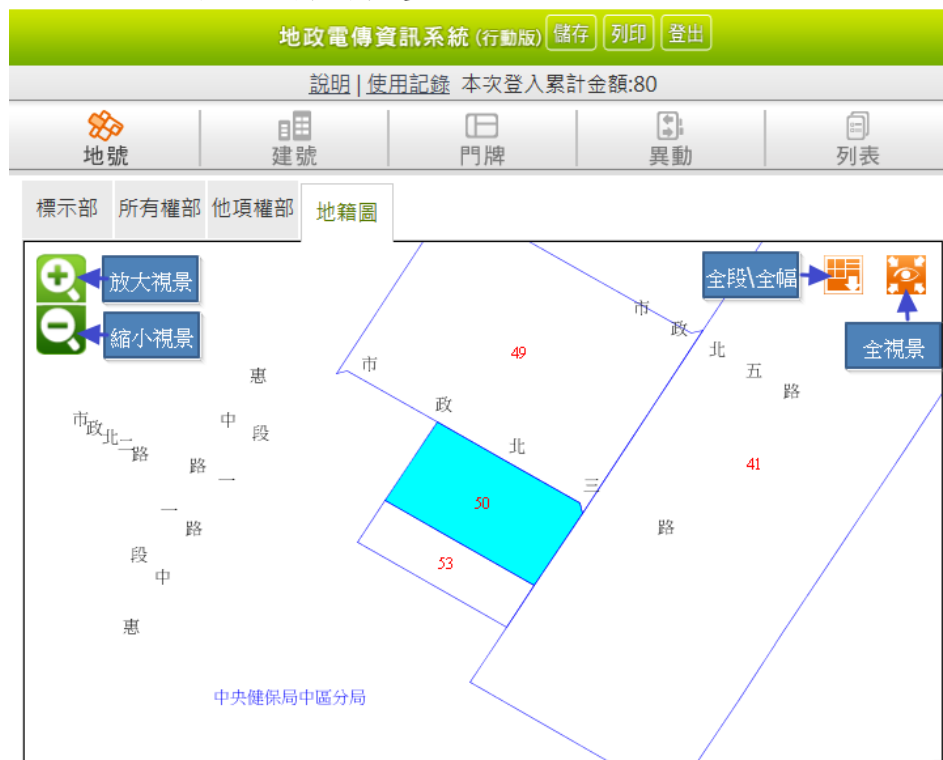 地政電傳資訊系統 (行動版) 儲存 列印 登出
說明 | 使用記錄 本次登入累計金額:80
地號 建號 門牌 異動 列表
標示部 所有權部 他項權部 地籍圖
放大視景
全段\全幅
縮小視景
全視景
市政北五路
49
市政北三路
惠中路一段
市政北二路
41
50
53
惠中路一段
中央健保局中區分局